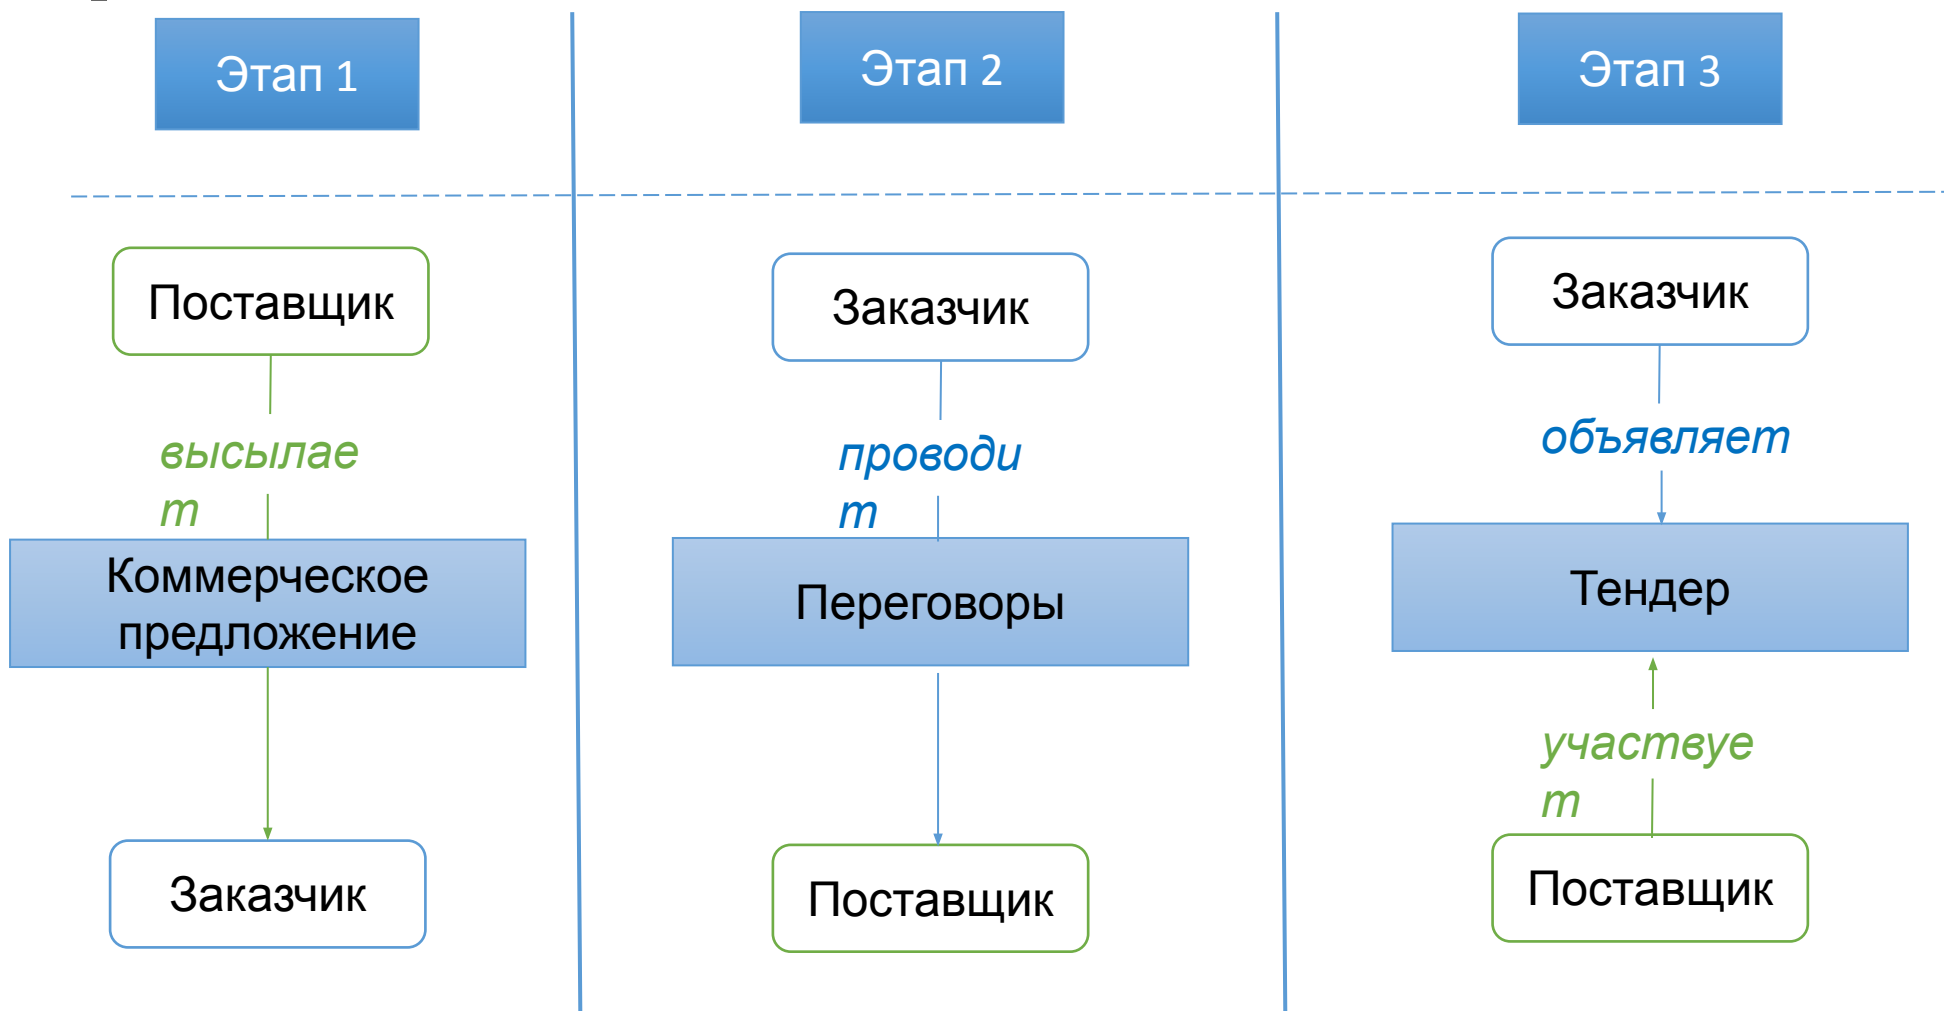 Этап 1
Этап 2
Этап 3
Поставщик
высылае
т
Коммерческое
предложение
Заказчик
Заказчик
проводи
т
Переговоры
Поставщик
Заказчик
объявляет
Тендер
участвуе
т
Поставщик